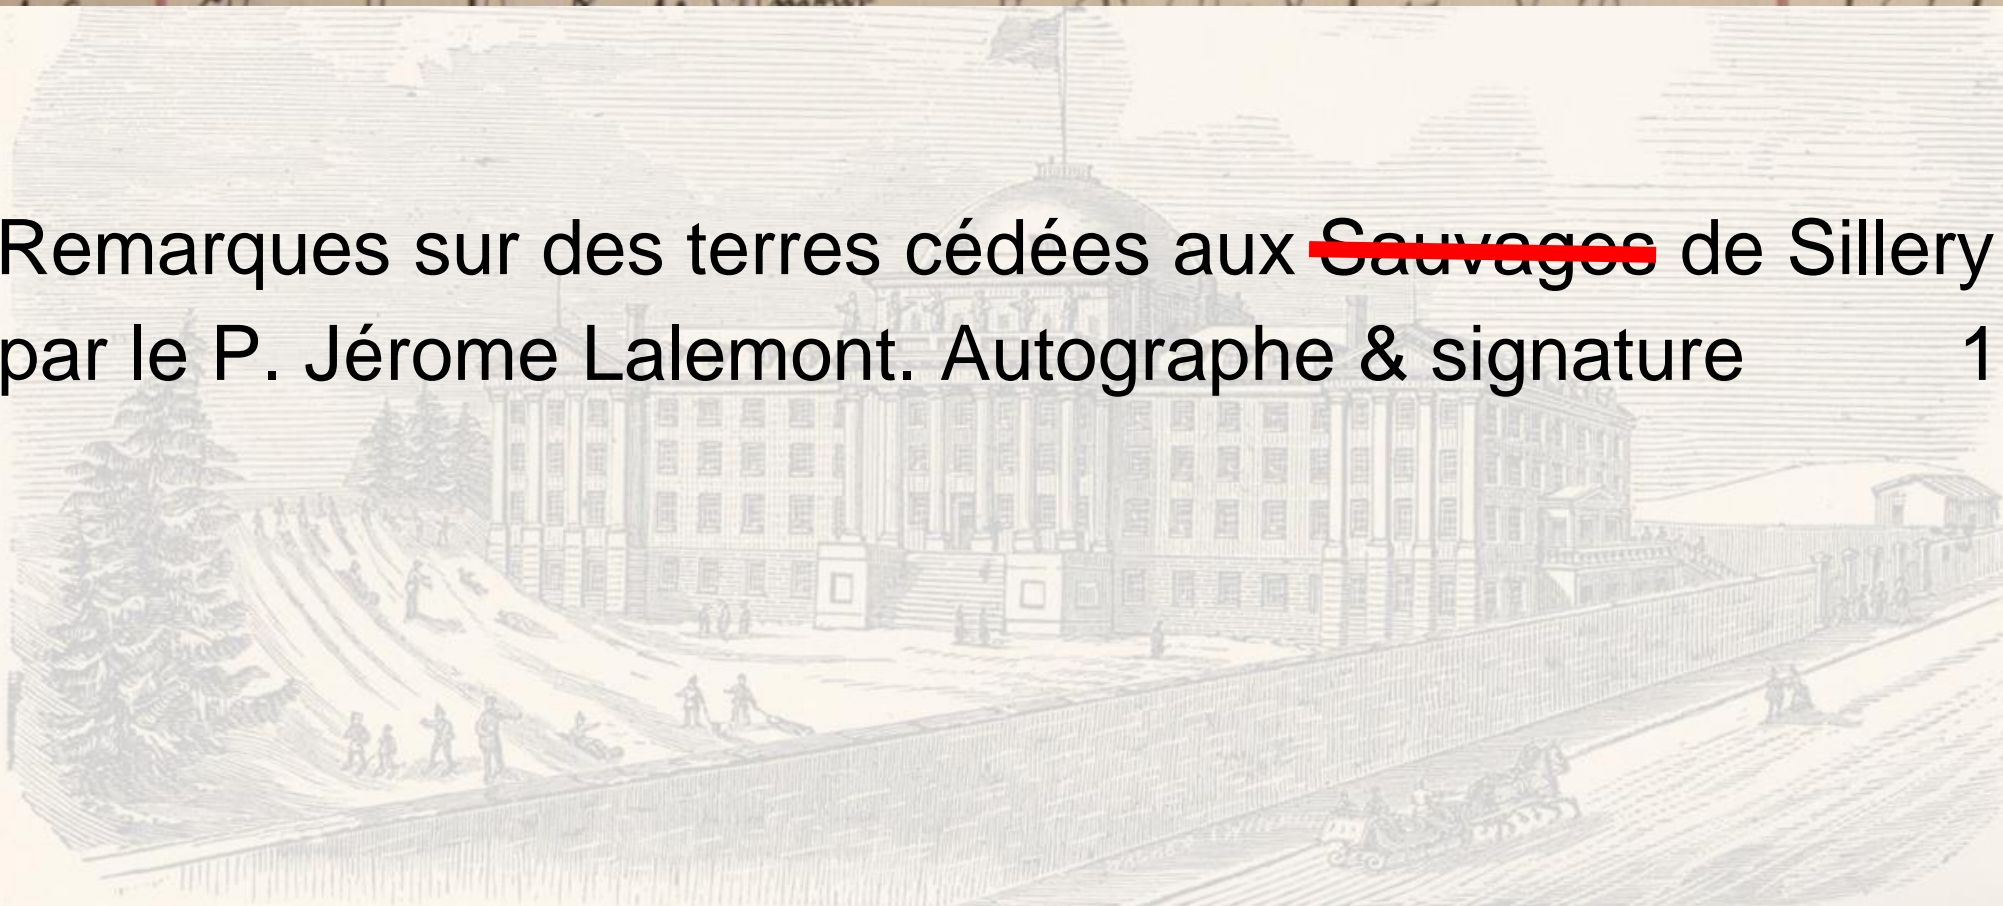 Remarques sur des terres cédées aux Sauvages de Sillery
par le P. Jérome Lalemont. Autographe & signature 1